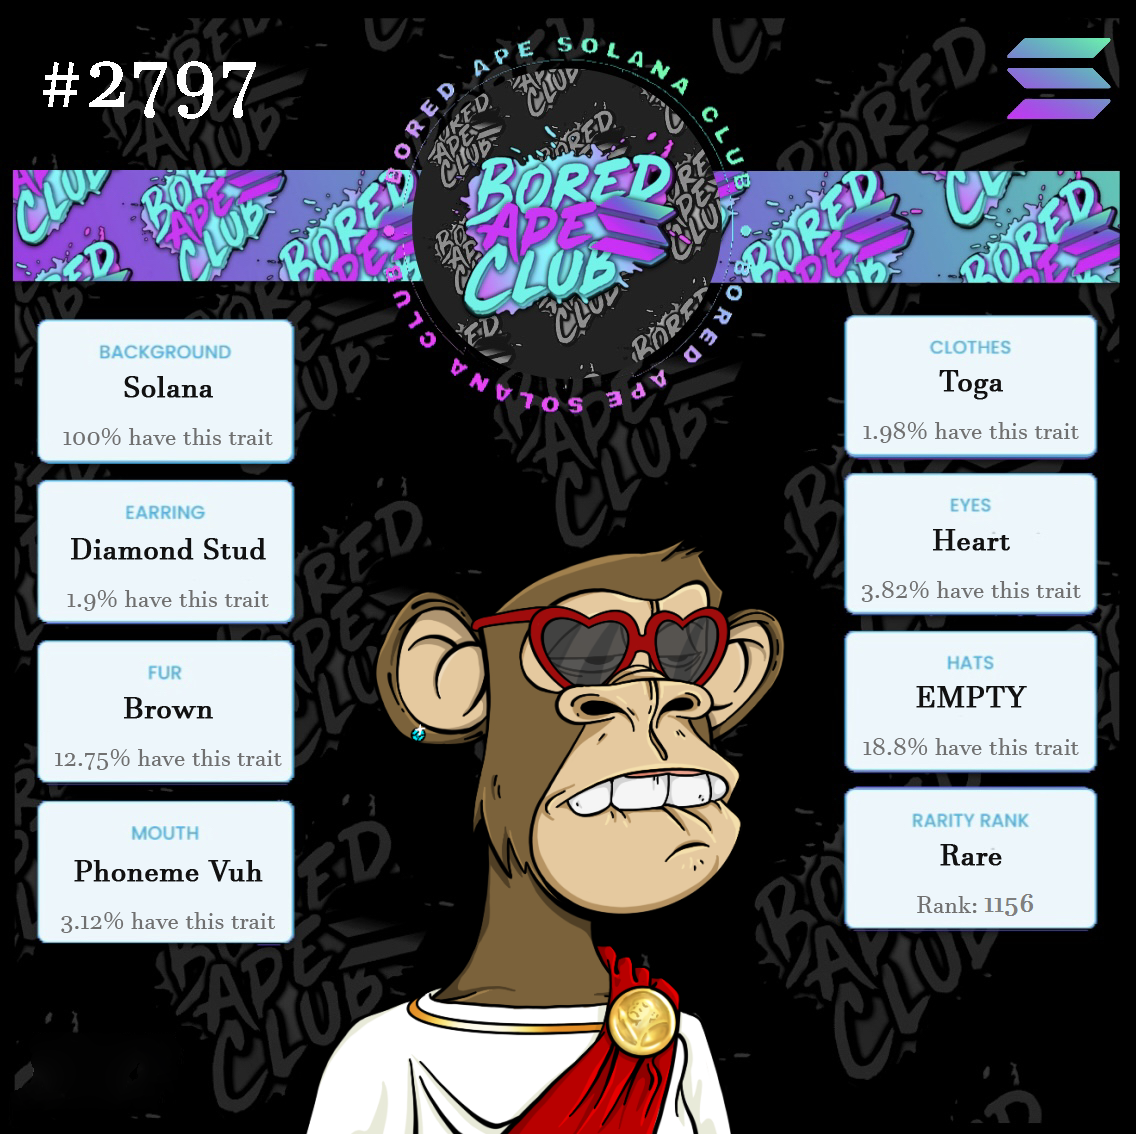 #2797
BORED APE SOLANA CLUB
BORED APE SOLANA CLUB
BORED
APE
CLUB
BACKGROUND
Solana
100% have this trait
EARRING
Diamond Stud
1.9% have this trait
FUR
Brown
12.75% have this trait
MOUTH
Phoneme Vuh
3.12% have this trait
CLOTHES
Toga
1.98% have this trait
EYES
Heart
3.82% have this trait
HATS
EMPTY
18.8% have this trait
RARITY RANK
Rare
Rank: 1156